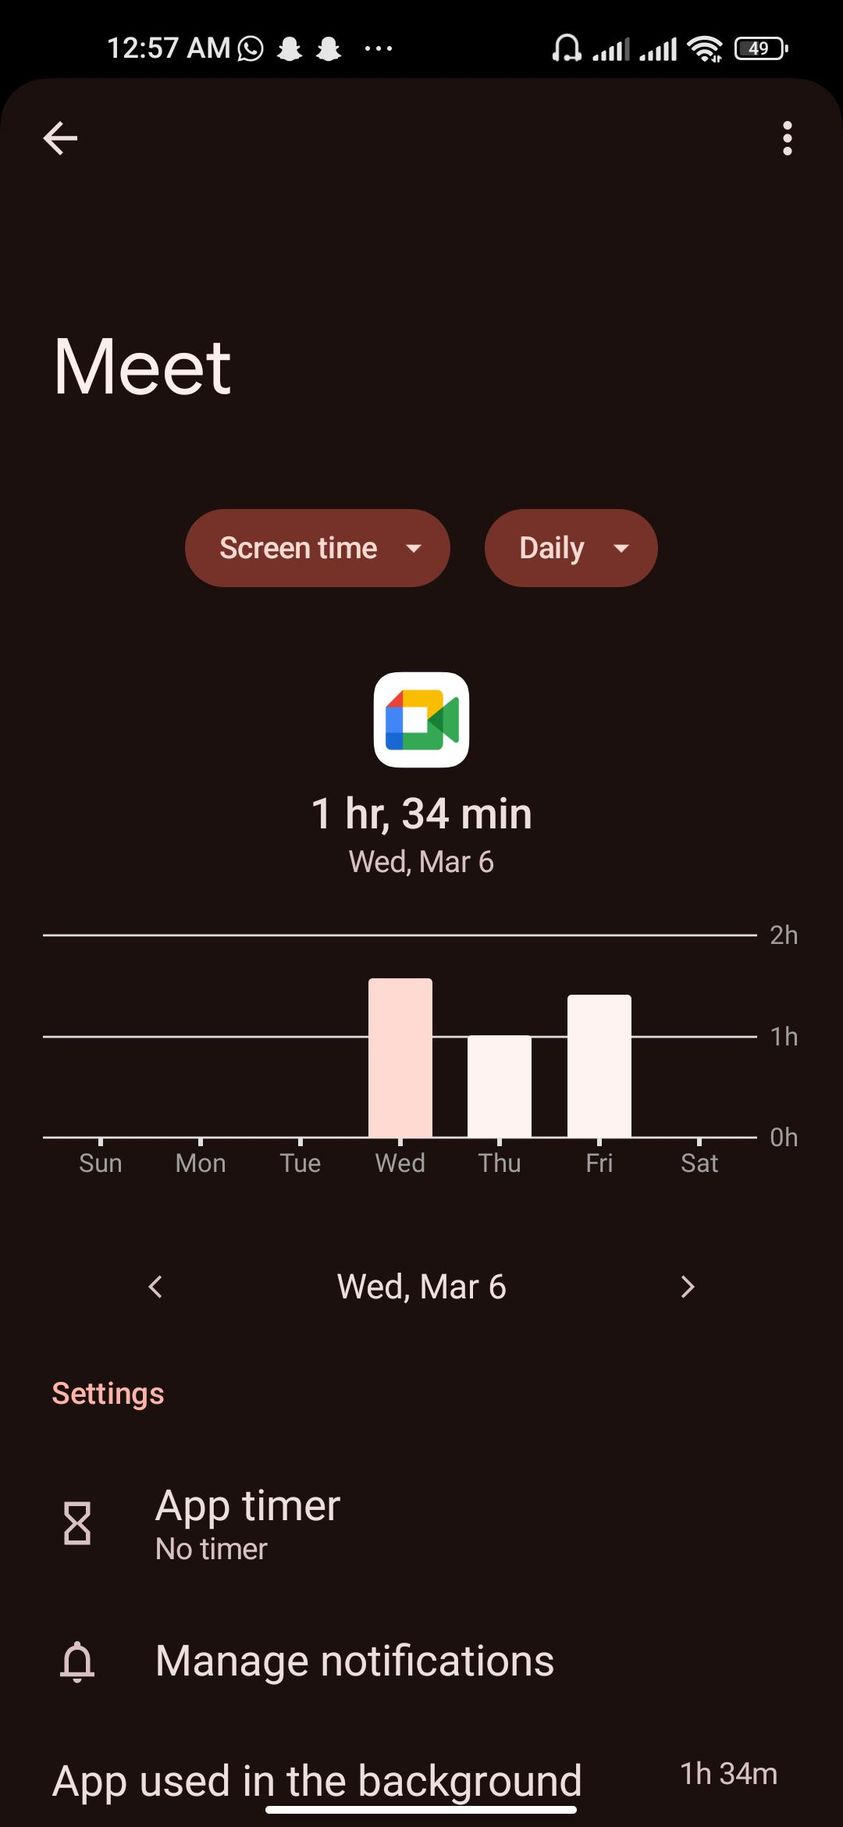 12:57 AM
49
Meet
Screen time
Daily
1 hr, 34 min
Wed, Mar 6
2h
1h
0h
Sun Mon Tue Wed Thu Fri Sat
Wed, Mar 6
Settings
App timer
No timer
Manage notifications
App used in the background 1h 34m